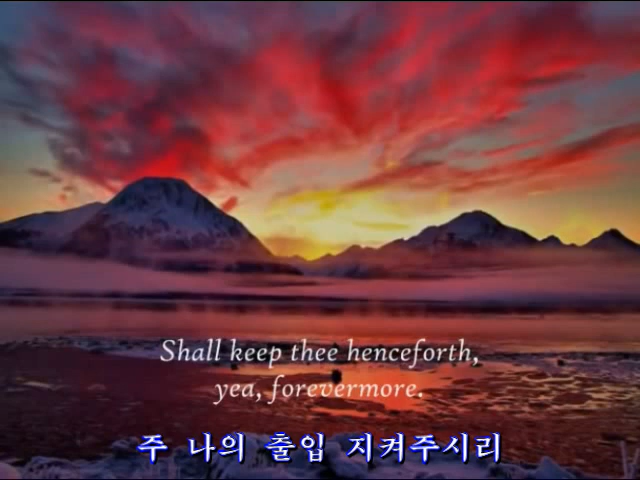 Shall keep thee henceforth,
yea, forevermore.
주 나의 출입 지켜주시리